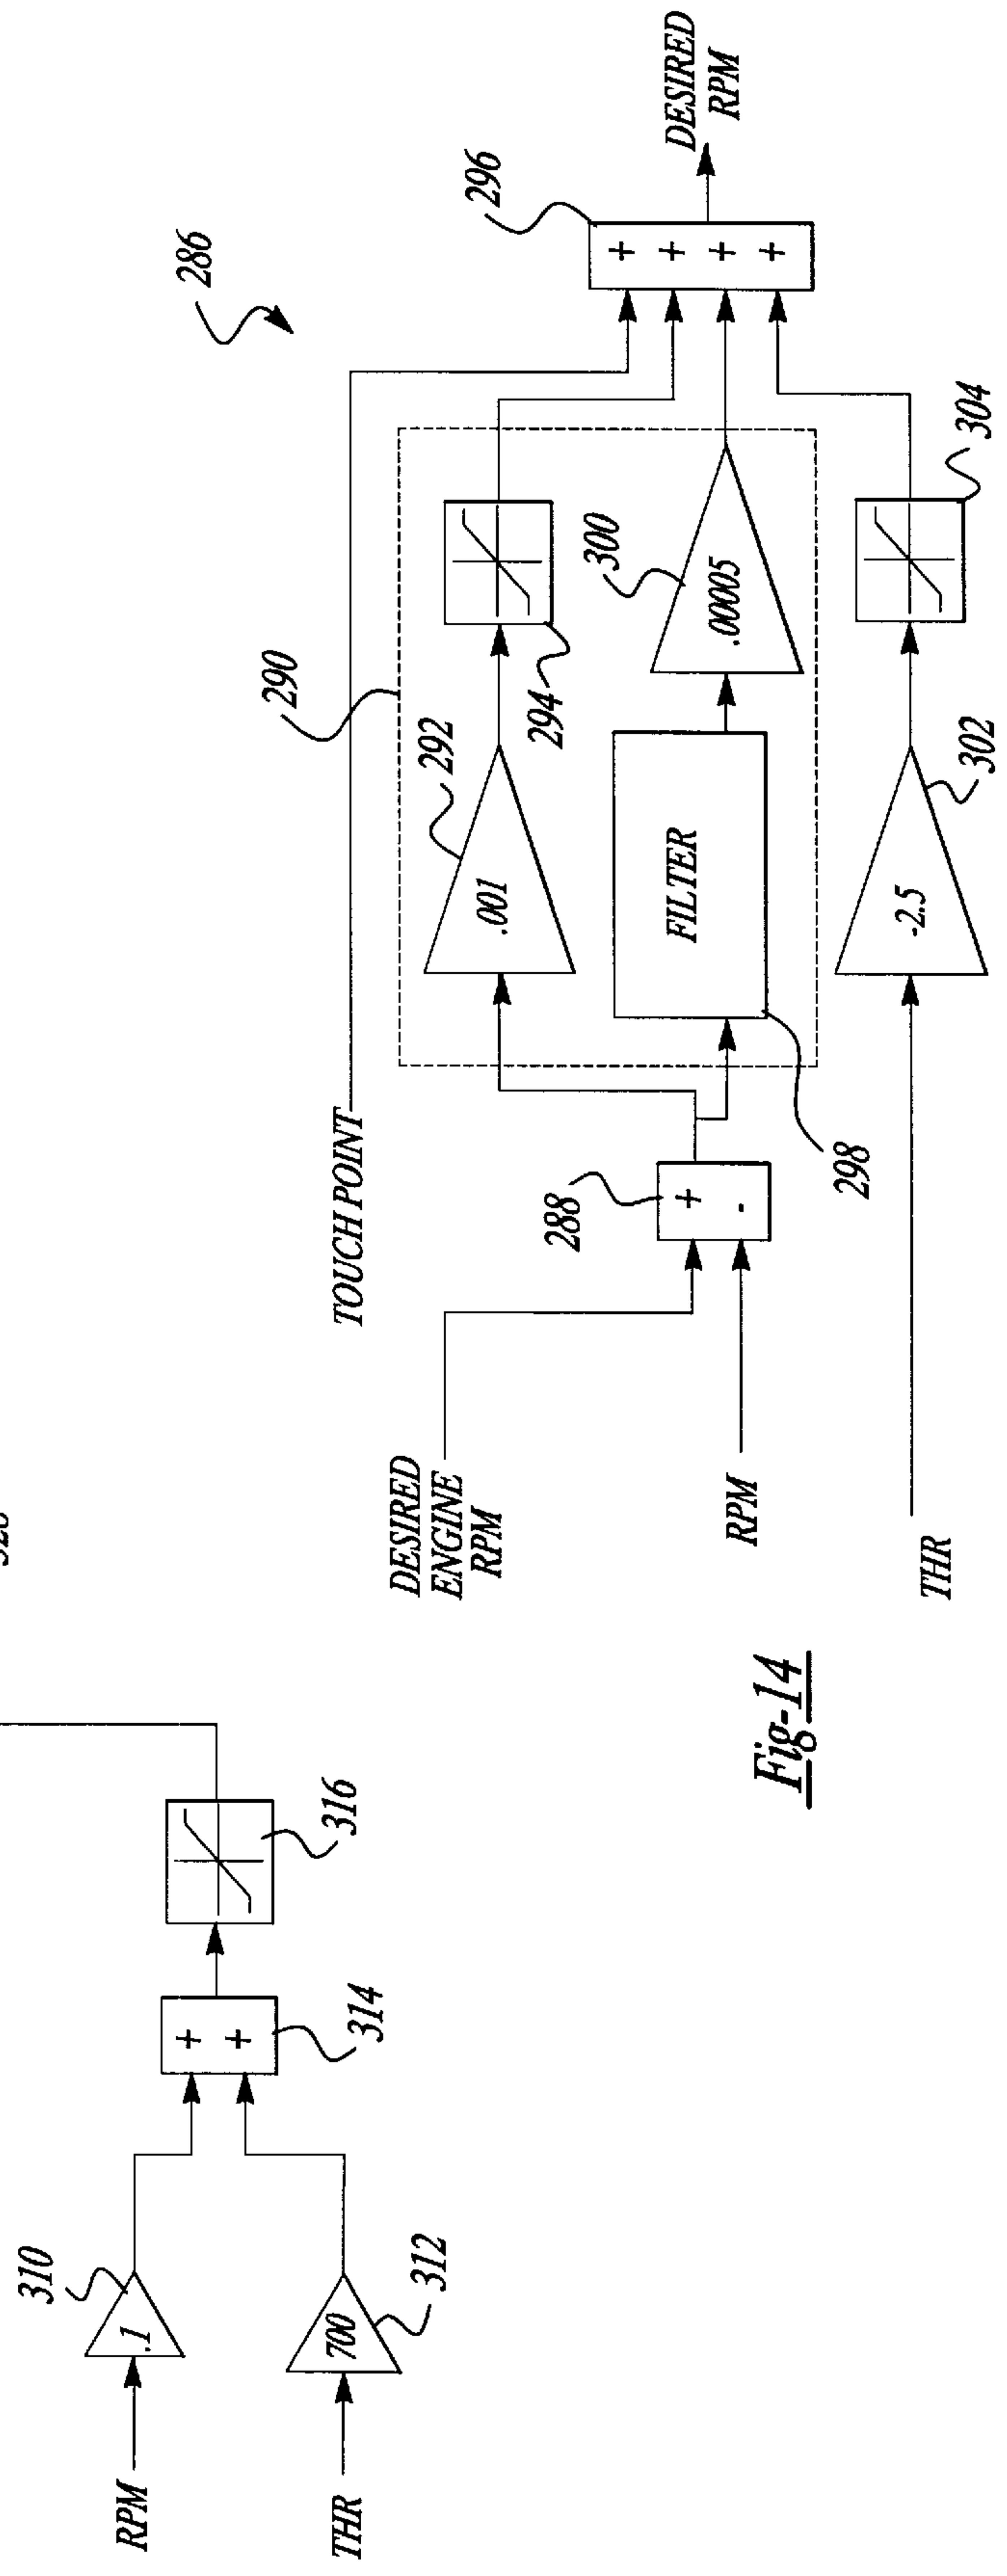 286
296
DESIRED
RPM
TOUCH POINT
290
292
.001
294
+
+
+
+
DESIRED
ENGINE
RPM
288
+
-
RPM
FILTER
298
300
.00005
THR
-2.5
302
304
Fig-14
RPM
310
.1
THR
700
312
+
+
314
316